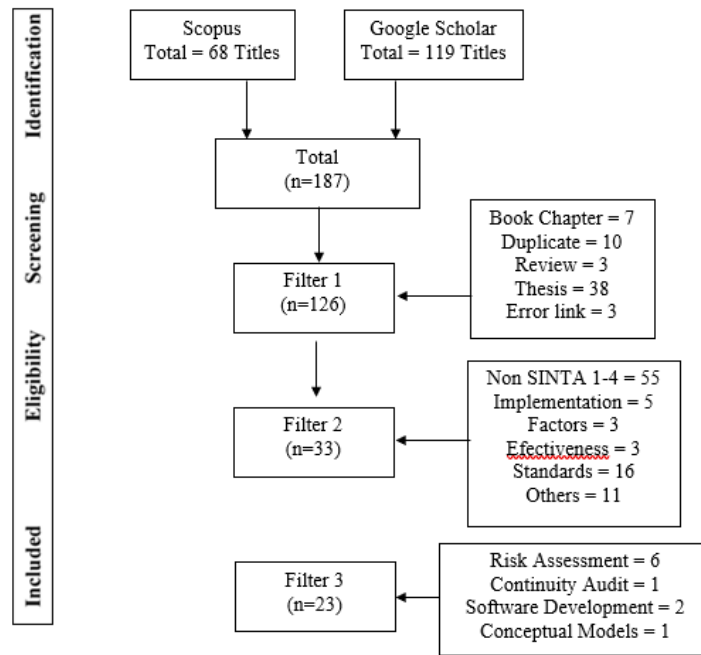 Identification
Scopus
Total = 68 Titles
Google Scholar
Total = 119 Titles
Total
(n=187)
Screening
Book Chapter = 7
Duplicate = 10
Review = 3
Thesis = 38
Error link = 3
Filter 1
(n=126)
Eligibility
Non SINTA 1-4 = 55
Implementation = 5
Factors = 3
Efectiveness = 3
Standards = 16
Others = 11
Filter 2
(n=33)
Included
Filter 3
(n=23)
Risk Assessment = 6
Continuity Audit = 1
Software Development = 2
Conceptual Models = 1